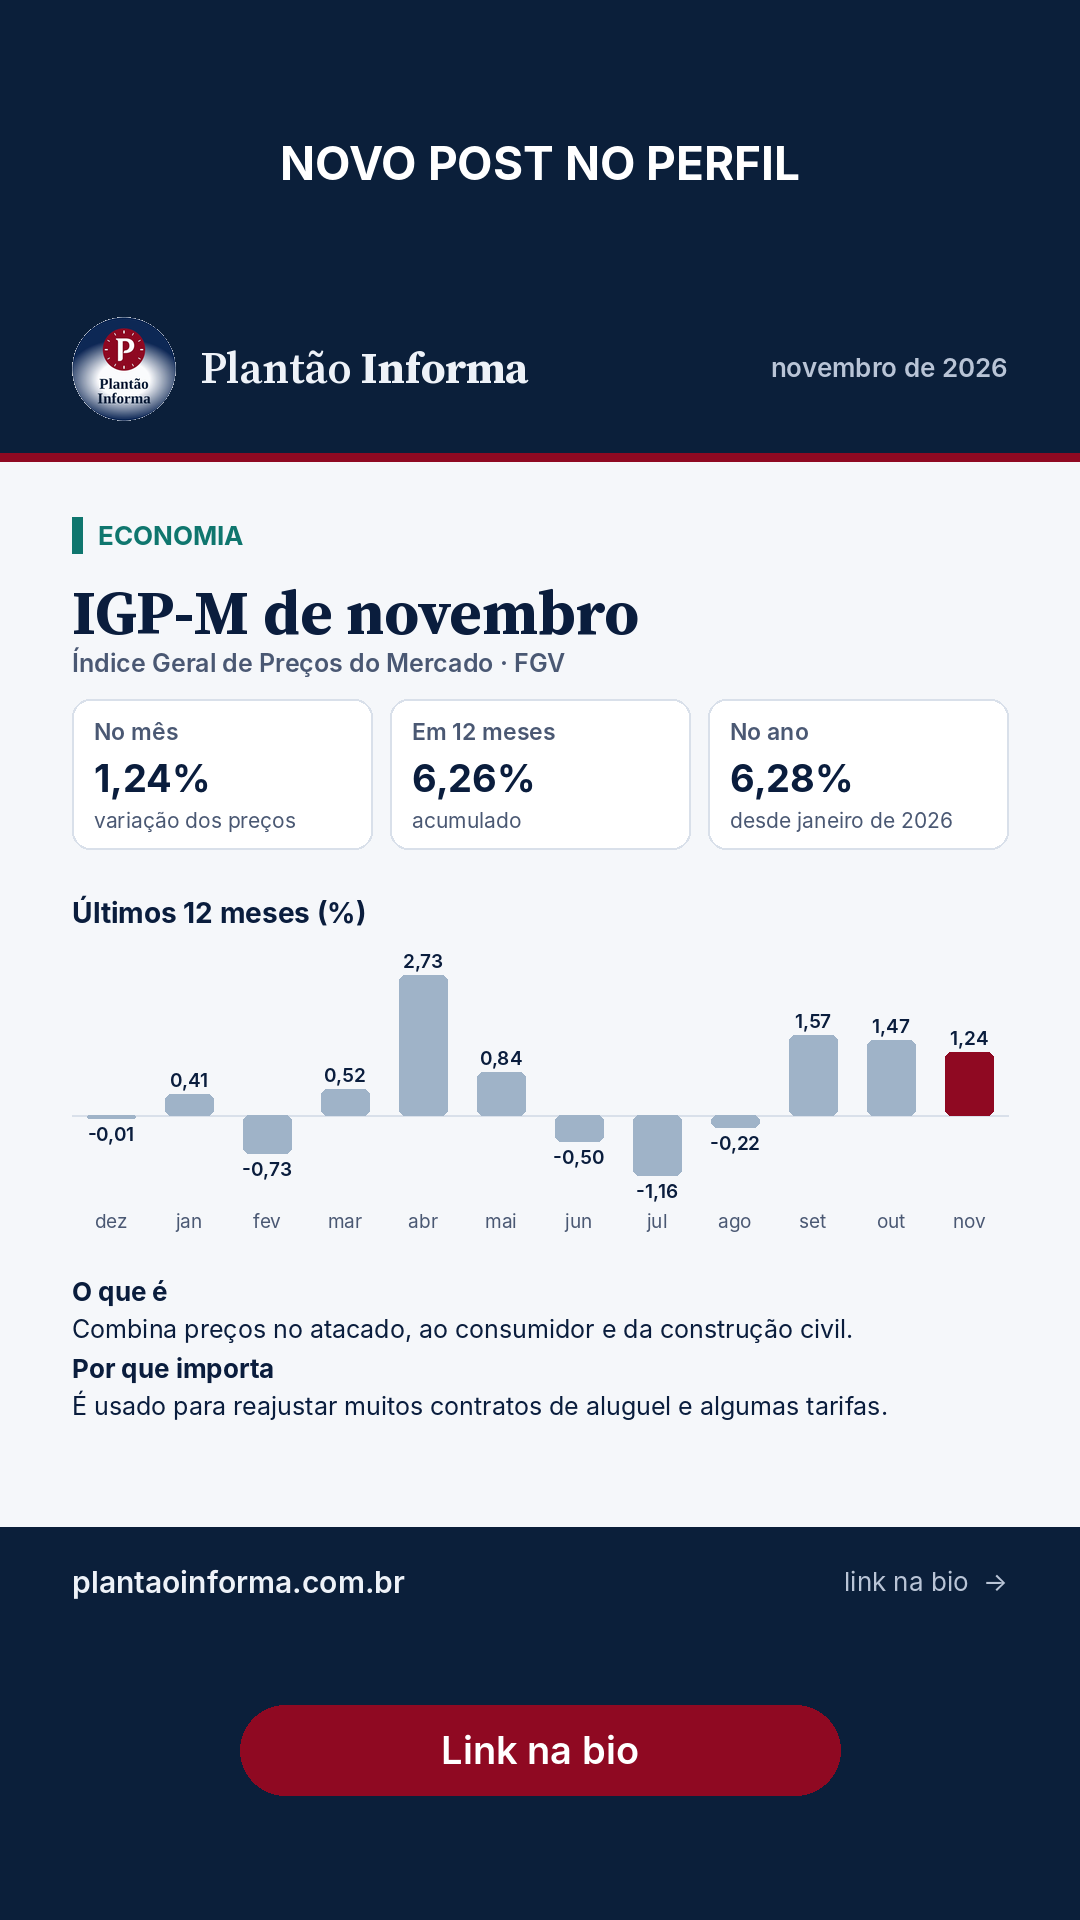 NOVO POST NO PERFIL
P
Plantão
Informa
Plantão Informa
novembro de 2026
ECONOMIA
IGP-M de novembro
Índice Geral de Preços do Mercado · FGV
No mês
1,24%
variação dos preços
Em 12 meses
6,26%
acumulado
No ano
6,28%
desde janeiro de 2026
Últimos 12 meses (%)
-0,01
0,41
-0,73
0,52
2,73
0,84
-0,50
-1,16
-0,22
1,57
1,47
1,24
dez jan fev mar abr mai jun jul ago set out nov
O que é
Combina preços no atacado, ao consumidor e da construção civil.
Por que importa
É usado para reajustar muitos contratos de aluguel e algumas tarifas.
plantaoinforma.com.br
link na bio →
Link na bio